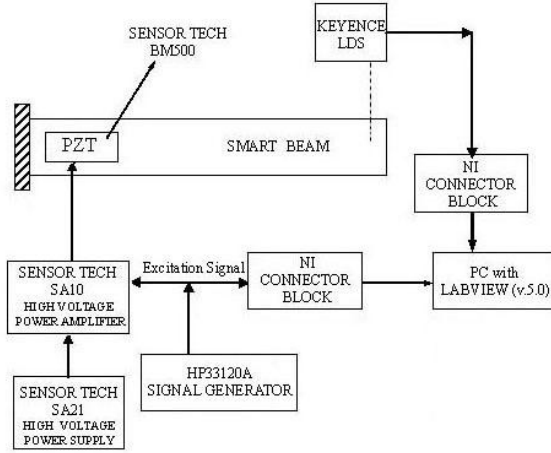 SENSOR TECH
BM500
KEYENCE
LDS
PZT
SMART BEAM
NI
CONNECTOR
BLOCK
SENSOR TECH
SA10
HIGH VOLTAGE
POWER AMPLIFIER
Excitation Signal
NI
CONNECTOR
BLOCK
PC with
LABVIEW (v.5.0)
HP33120A
SIGNAL GENERATOR
SENSOR TECH
SA21
HIGH VOLTAGE
POWER SUPPLY